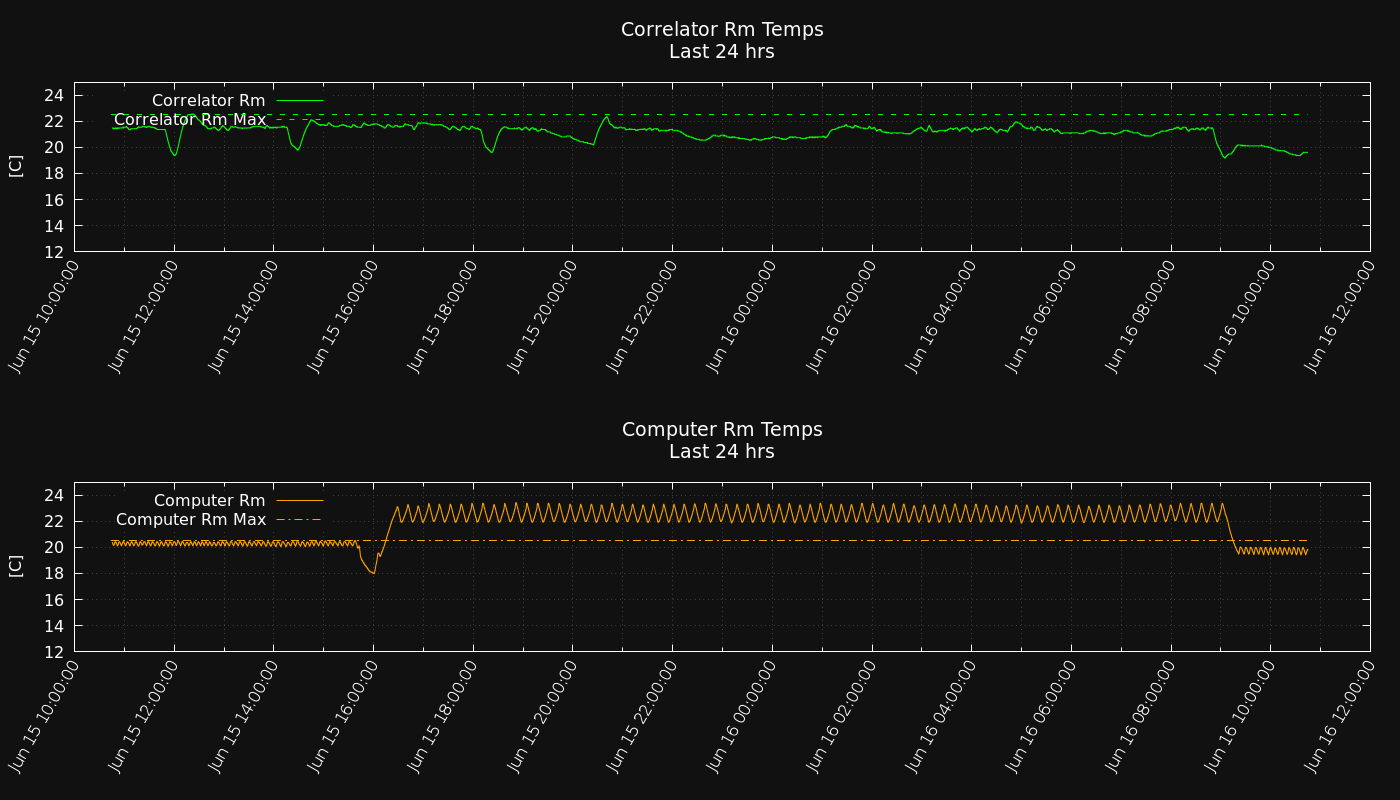 Correlator Rm Temps
Last 24 hrs
Correlator Rm
Correlator Rm Max
[C]
24
22
20
18
16
14
12
Jun 15 10:00:00
Jun 15 12:00:00
Jun 15 14:00:00
Jun 15 16:00:00
Jun 15 18:00:00
Jun 15 20:00:00
Jun 15 22:00:00
Jun 16 00:00:00
Jun 16 02:00:00
Jun 16 04:00:00
Jun 16 06:00:00
Jun 16 08:00:00
Jun 16 10:00:00
Jun 16 12:00:00
Computer Rm Temps
Last 24 hrs
Computer Rm
Computer Rm Max
[C]
24
22
20
18
16
14
12
Jun 15 10:00:00
Jun 15 12:00:00
Jun 15 14:00:00
Jun 15 16:00:00
Jun 15 18:00:00
Jun 15 20:00:00
Jun 15 22:00:00
Jun 16 00:00:00
Jun 16 02:00:00
Jun 16 04:00:00
Jun 16 06:00:00
Jun 16 08:00:00
Jun 16 10:00:00
Jun 16 12:00:00